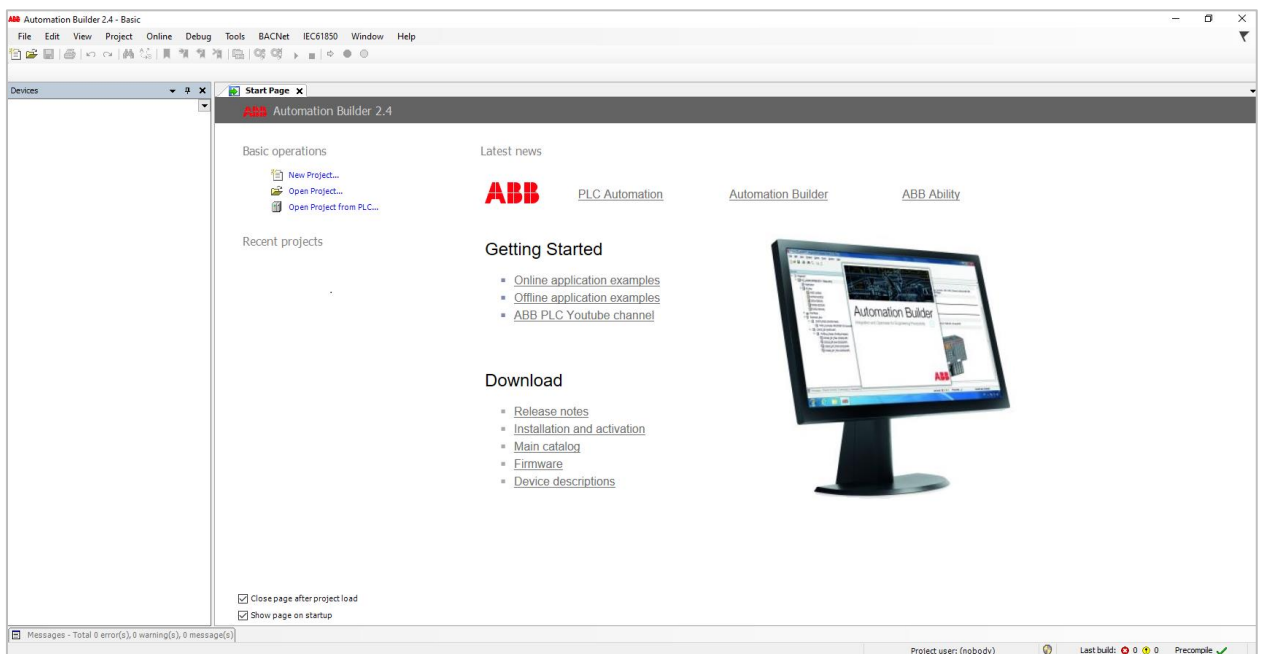 ABB Automation Builder 2.4 - Basic
File Edit View Project Online Debug Tools BACNet IEC61850 Window Help
Devices
Start Page
ABB Automation Builder 2.4
Basic operations
New Project...
Open Project...
Open Project from PLC...
Recent projects
Latest news
ABB PLC Automation Automation Builder ABB Ability
Getting Started
Online application examples
Offline application examples
ABB PLC Youtube channel
Download
Release notes
Installation and activation
Main catalog
Firmware
Device descriptions
Automation Builder
ABB
Close page after project load
Show page on startup
Messages - Total 0 error(s), 0 warning(s), 0 message(s)
Project user: (nobody) Last build: 0 0 Precompile